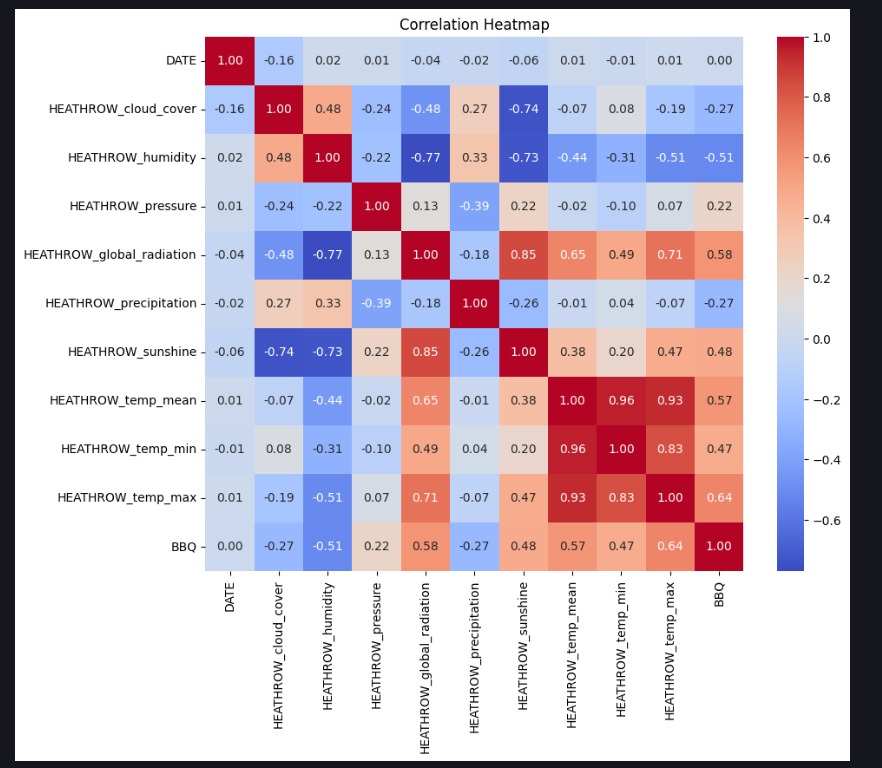 Correlation Heatmap
DATE 1.00 -0.16 0.02 0.01 -0.04 -0.02 -0.06 0.01 -0.01 0.01 0.00
HEATHROW_cloud_cover -0.16 1.00 0.48 -0.24 -0.48 0.27 -0.74 -0.07 0.08 -0.19 -0.27
HEATHROW_humidity 0.02 0.48 1.00 -0.22 -0.77 0.33 -0.73 -0.44 -0.31 -0.51 -0.51
HEATHROW_pressure 0.01 -0.24 -0.22 1.00 0.13 -0.39 0.22 -0.02 -0.10 0.07 0.22
HEATHROW_global_radiation -0.04 -0.48 -0.77 0.13 1.00 -0.18 0.85 0.65 0.49 0.71 0.58
HEATHROW_precipitation -0.02 0.27 0.33 -0.39 -0.18 1.00 -0.26 -0.01 0.04 -0.07 -0.27
HEATHROW_sunshine -0.06 -0.74 -0.73 0.22 0.85 -0.26 1.00 0.38 0.20 0.47 0.48
HEATHROW_temp_mean 0.01 -0.07 -0.44 -0.02 0.65 -0.01 0.38 1.00 0.96 0.93 0.57
HEATHROW_temp_min -0.01 0.08 -0.31 -0.10 0.49 0.04 0.20 0.96 1.00 0.83 0.47
HEATHROW_temp_max 0.01 -0.19 -0.51 0.07 0.71 -0.07 0.47 0.93 0.83 1.00 0.64
BBQ 0.00 -0.27 -0.51 0.22 0.58 -0.27 0.48 0.57 0.47 0.64 1.00
DATE
HEATHROW_cloud_cover
HEATHROW_humidity
HEATHROW_pressure
HEATHROW_global_radiation
HEATHROW_precipitation
HEATHROW_sunshine
HEATHROW_temp_mean
HEATHROW_temp_min
HEATHROW_temp_max
BBQ
1.0
0.8
0.6
0.4
0.2
0.0
−0.2
−0.4
−0.6